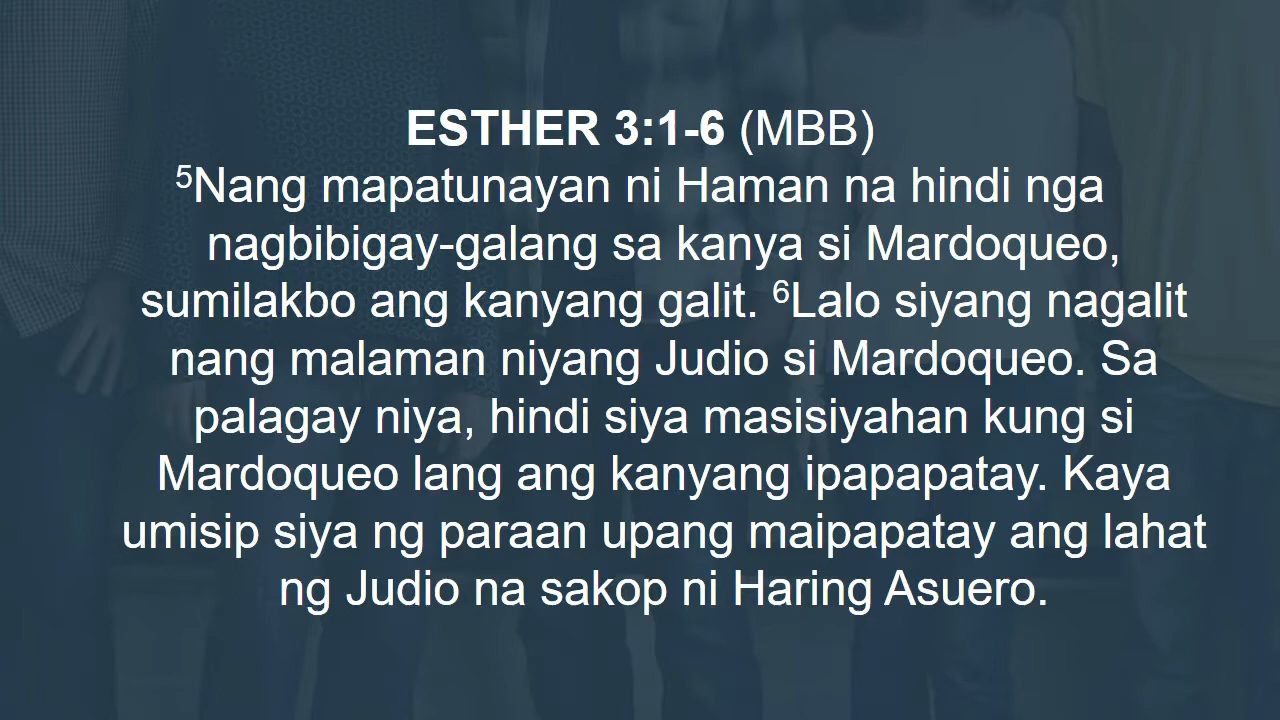 ESTHER 3:1-6 (MBB)
⁵Nang mapatunayan ni Haman na hindi nga
nagbibigay-galang sa kanya si Mardoqueo,
sumilakbo ang kanyang galit. ⁶Lalo siyang nagalit
nang malaman niyang Judio si Mardoqueo. Sa
palagay niya, hindi siya masisiyahan kung si
Mardoqueo lang ang kanyang ipapapatay. Kaya
umisip siya ng paraan upang maipapatay ang lahat
ng Judio na sakop ni Haring Asuero.